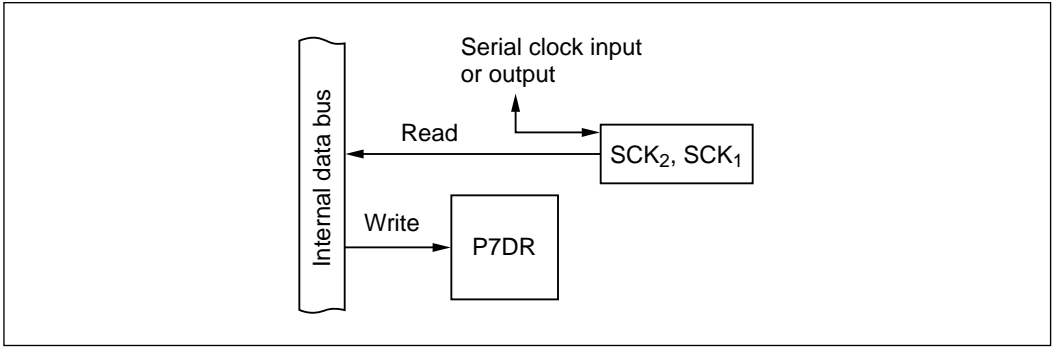 Serial clock input
or output
Internal data bus
Read
SCK₂, SCK₁
Write
P7DR